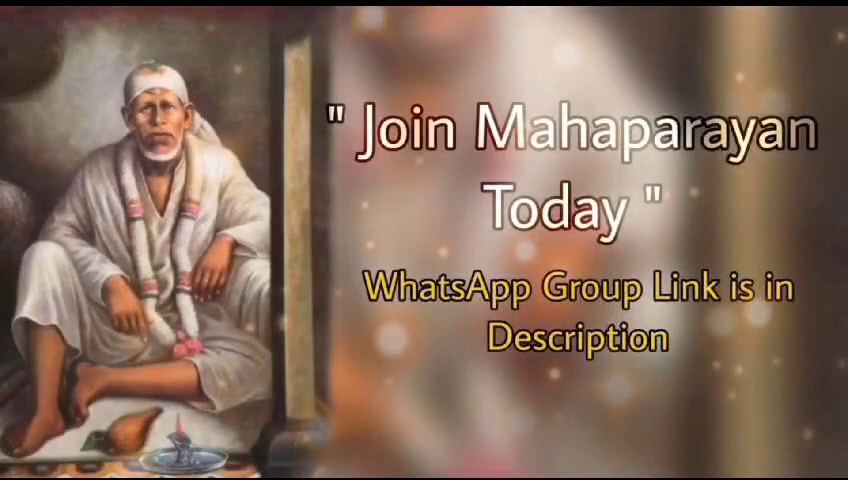 " Join Mahaparayan
Today "
WhatsApp Group Link is in
Description